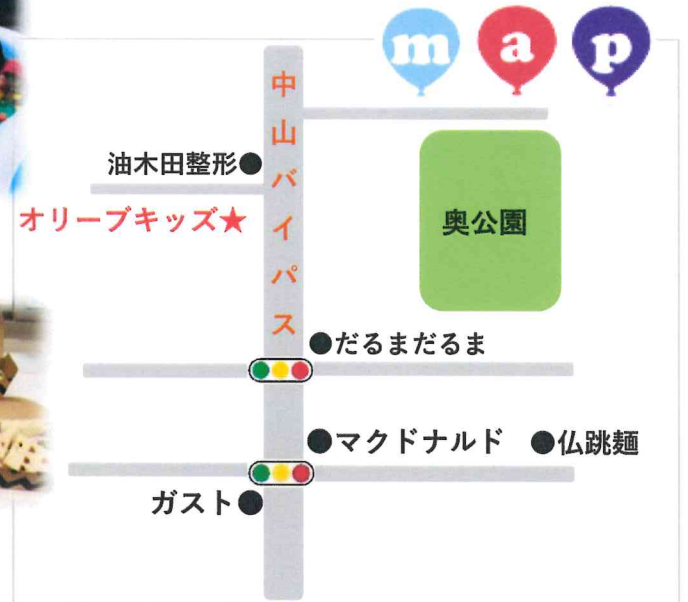 map
中山バイパス
油木田整形
オリーブキッズ★
奥公園
だるまだるま
マクドナルド
仏跳麺
ガスト